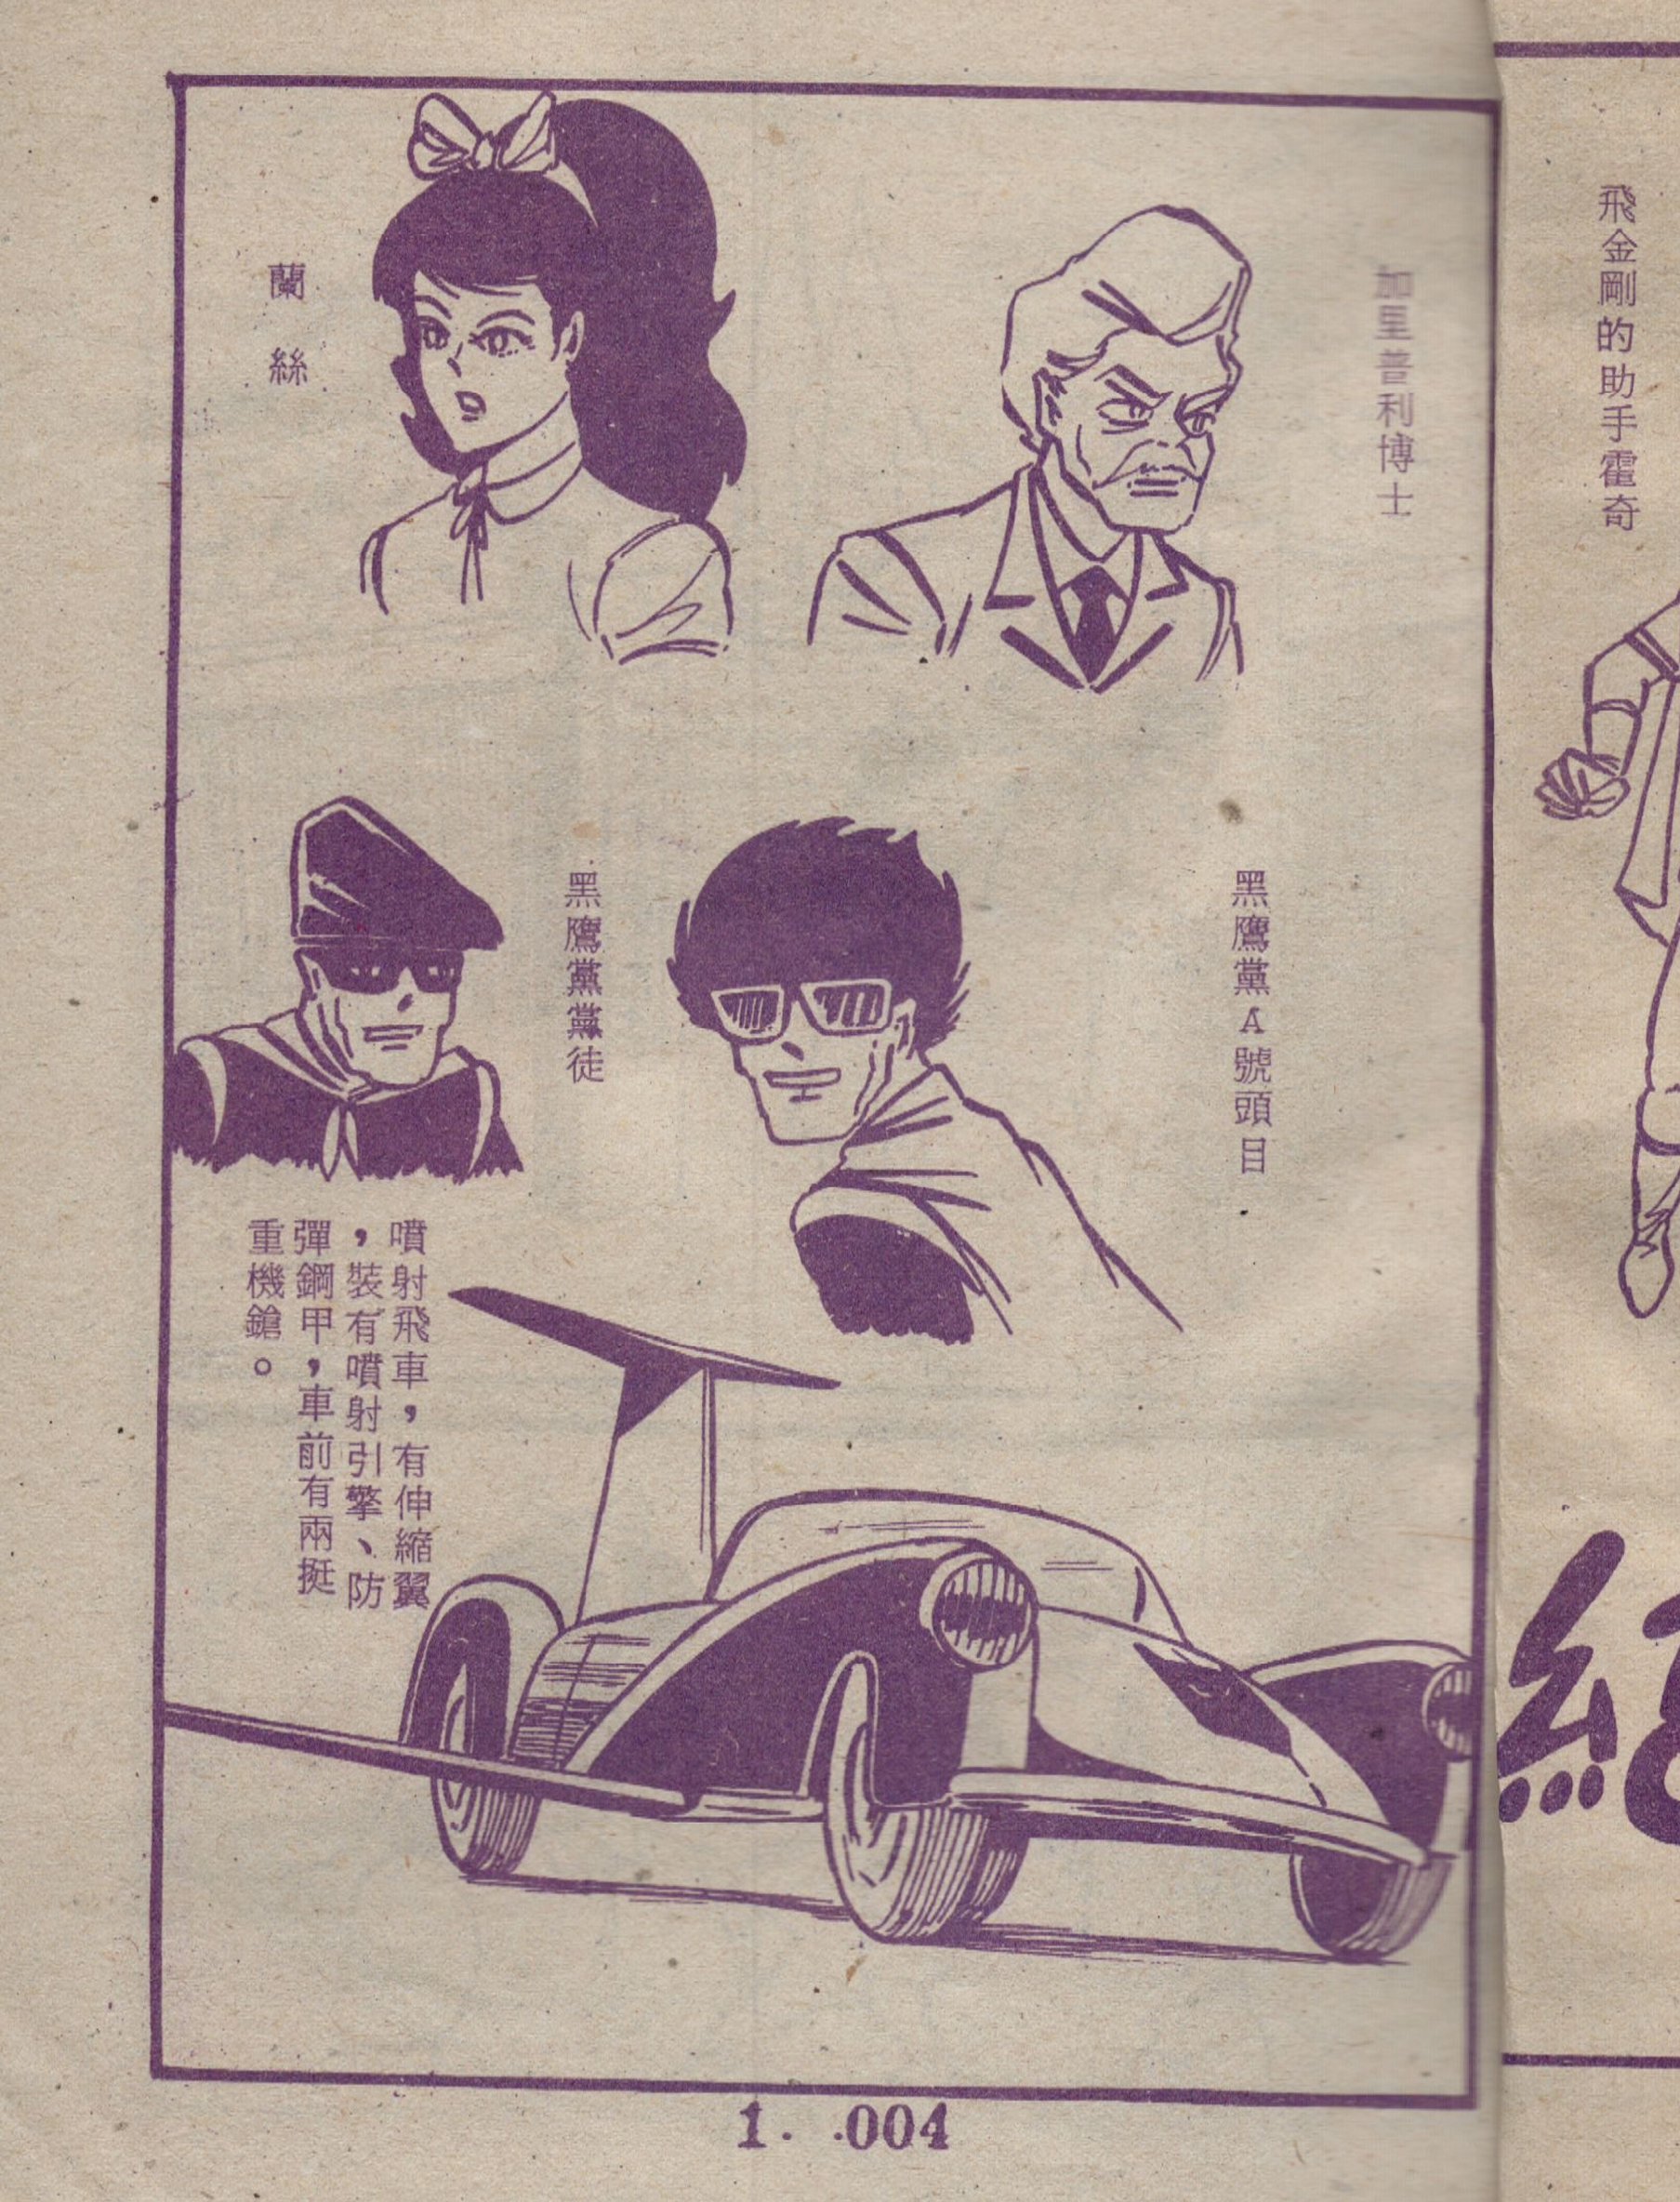 飛金剛的助手霍奇
加里普利博士
蘭絲
黑鷹黨A號頭目
黑鷹黨黨徒
噴射飛車，有伸縮翼
，裝有噴射引擎、防
彈鋼甲，車前有兩挺
重機鎗。
1. .004